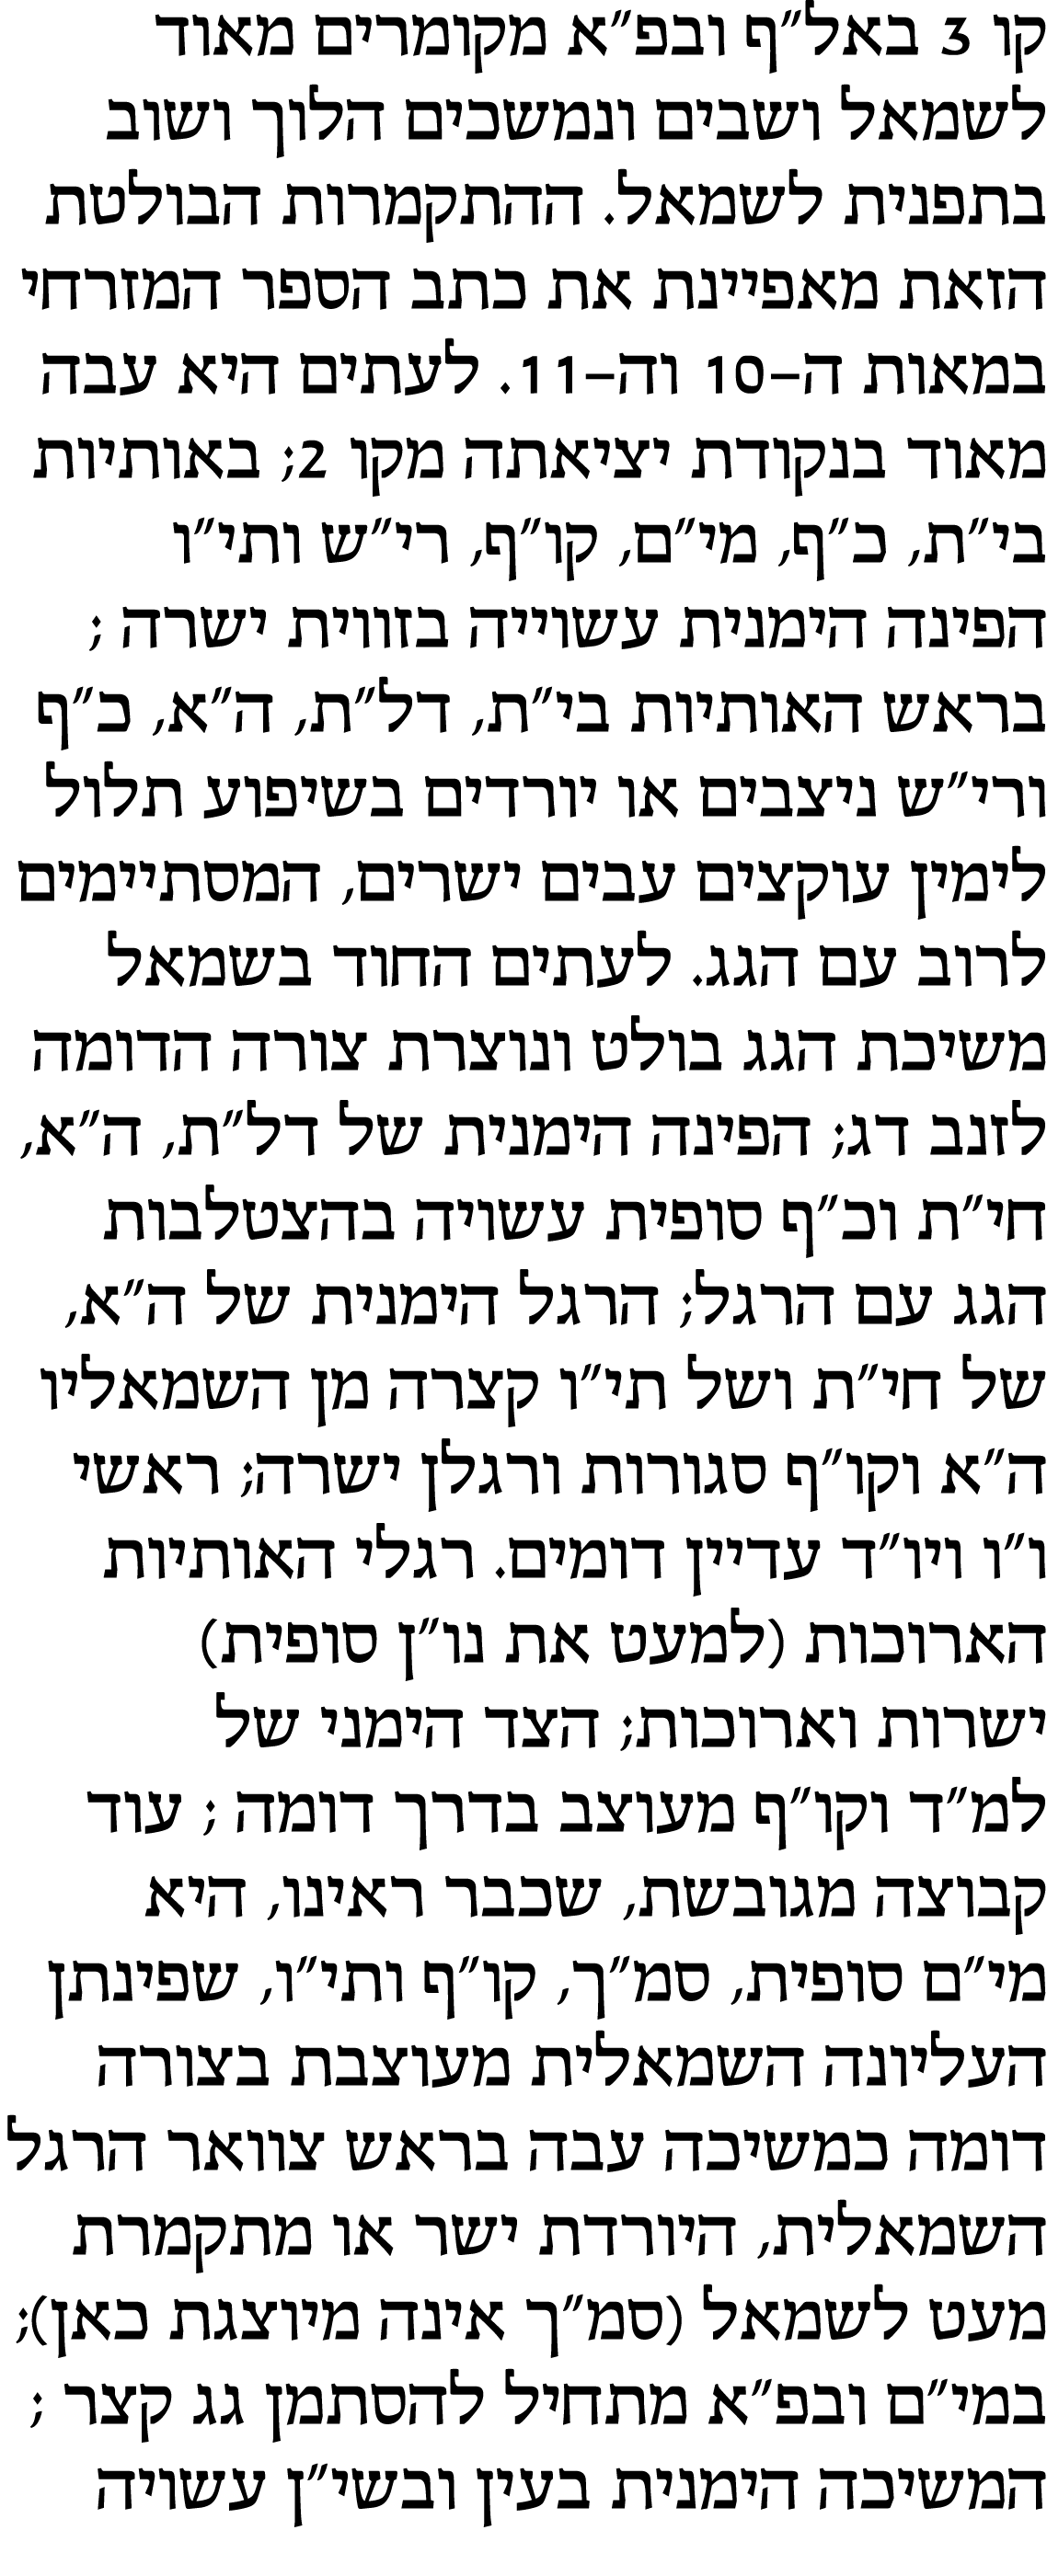 קו 3 באל"ף ובפ"א מקומרים מאוד
לשמאל ושבים ונמשכים הלוך ושוב
בתפנית לשמאל. ההתקמרות הבולטת
הזאת מאפיינת את כתב הספר המזרחי
במאות ה–10 וה–11. לעתים היא עבה
מאוד בנקודת יציאתה מקו 2; באותיות
בי"ת, כ"ף, מי"ם, קו"ף, רי"ש ותי"ו
הפינה הימנית עשוייה בזווית ישרה ;
בראש האותיות בי"ת, דל"ת, ה"א, כ"ף
ורי"ש ניצבים או יורדים בשיפוע תלול
לימין עוקצים עבים ישרים, המסתיימים
לרוב עם הגג. לעתים החוד בשמאל
משיכת הגג בולט ונוצרת צורה הדומה
לזנב דג; הפינה הימנית של דל"ת, ה"א,
חי"ת וכ"ף סופית עשויה בהצטלבות
הגג עם הרגל; הרגל הימנית של ה"א,
של חי"ת ושל תי"ו קצרה מן השמאליו
ה"א וקו"ף סגורות ורגלן ישרה; ראשי
ו"ו ויו"ד עדיין דומים. רגלי האותיות
הארוכות (למעט את נו"ן סופית)
ישרות וארוכות; הצד הימני של
למ"ד וקו"ף מעוצב בדרך דומה ; עוד
קבוצה מגובשת, שכבר ראינו, היא
מי"ם סופית, סמ"ך, קו"ף ותי"ו, שפינתן
העליונה השמאלית מעוצבת בצורה
דומה כמשיכה עבה בראש צוואר הרגל
השמאלית, היורדת ישר או מתקמרת
מעט לשמאל (סמ"ך אינה מיוצגת כאן);
במי"ם ובפ"א מתחיל להסתמן גג קצר ;
המשיכה הימנית בעין ובשי"ן עשויה